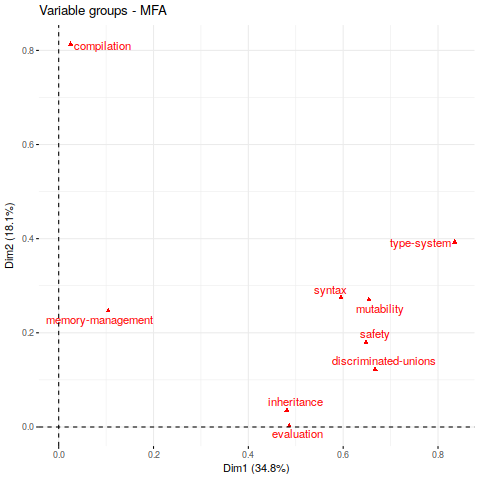 Variable groups - MFA
compilation
0.8
0.6
0.4
0.2
0.0
Dim2 (18.1%)
type-system
syntax
mutability
memory-management
safety
discriminated-unions
inheritance
evaluation
0.0 0.2 0.4 0.6 0.8
Dim1 (34.8%)